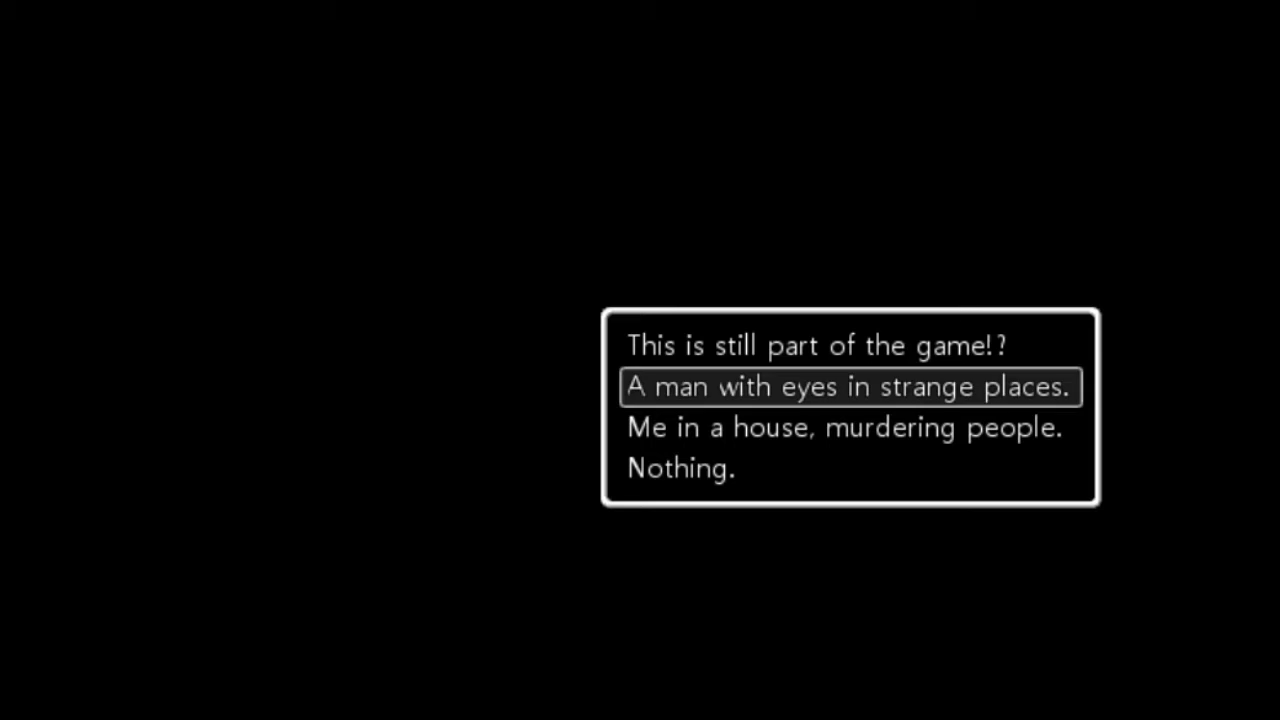 This is still part of the game!?
A man with eyes in strange places.
Me in a house, murdering people.
Nothing.